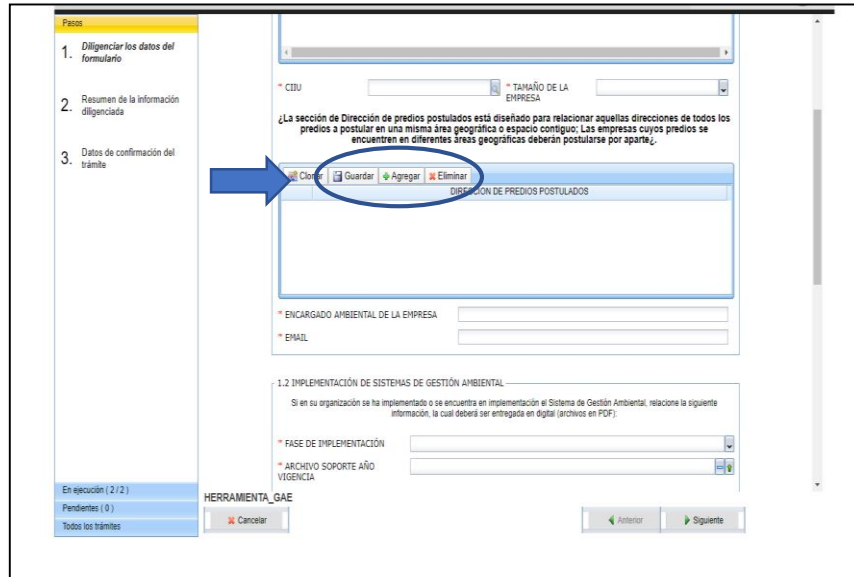 Pasos
1. Diligenciar los datos del
formulario
2. Resumen de la información
diligenciada
3. Datos de confirmación del
trámite
* CIIU
* TAMAÑO DE LA
EMPRESA
¿La sección de Dirección de predios postulados está diseñado para relacionar aquellas direcciones de todos los
predios a postular en una misma área geográfica o espacio contiguo; Las empresas cuyos predios se
encuentren en diferentes áreas geográficas deberán postularse por aparte¿.
Clonar Guardar Agregar Eliminar
DIRECCION DE PREDIOS POSTULADOS
* ENCARGADO AMBIENTAL DE LA EMPRESA
* EMAIL
1.2 IMPLEMENTACIÓN DE SISTEMAS DE GESTIÓN AMBIENTAL
Si en su organización se ha implementado o se encuentra en implementación el Sistema de Gestión Ambiental, relacione la siguiente
información, la cual deberá ser entregada en digital (archivos en PDF):
* FASE DE IMPLEMENTACIÓN
* ARCHIVO SOPORTE AÑO
VIGENCIA
En ejecución ( 2 / 2 )
Pendientes ( 0 )
Todos los trámites
HERRAMIENTA_GAE
Cancelar
Anterior
Siguiente